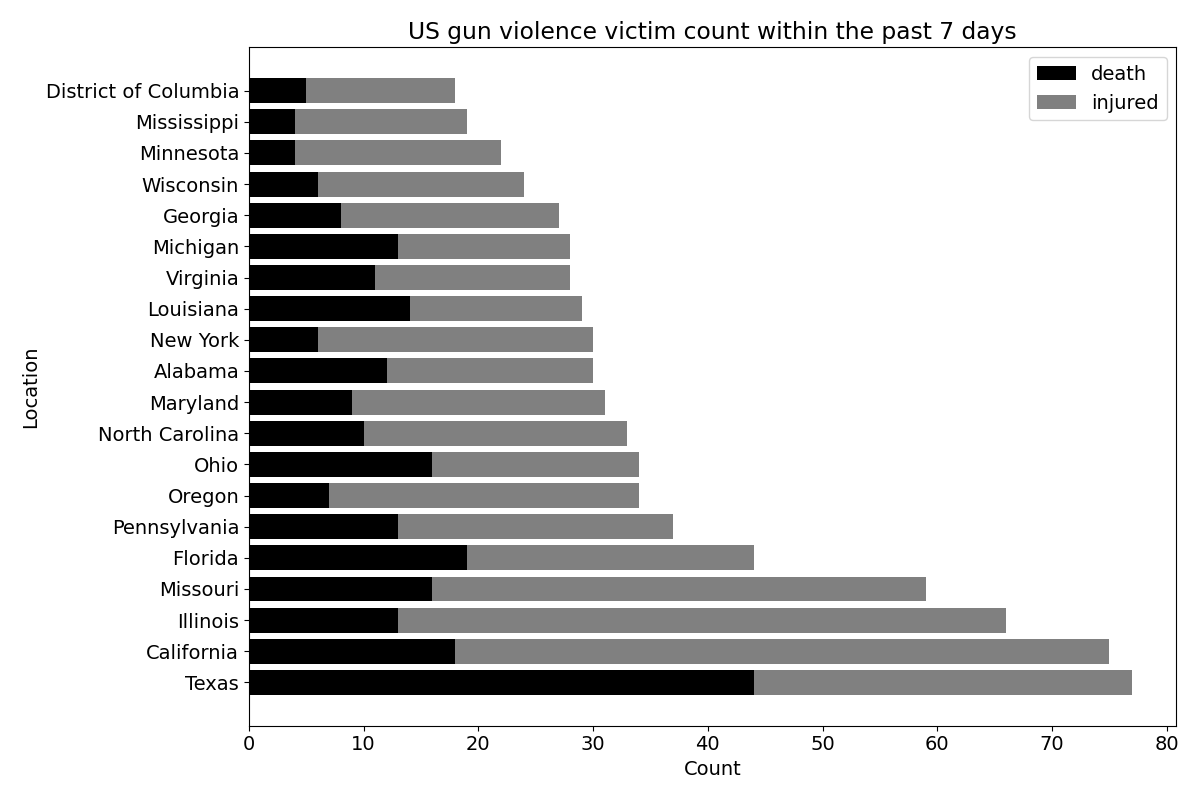 US gun violence victim count within the past 7 days
death
injured
District of Columbia
Mississippi
Minnesota
Wisconsin
Georgia
Michigan
Virginia
Louisiana
New York
Alabama
Maryland
North Carolina
Ohio
Oregon
Pennsylvania
Florida
Missouri
Illinois
California
Texas
Location
0 10 20 30 40 50 60 70 80
Count